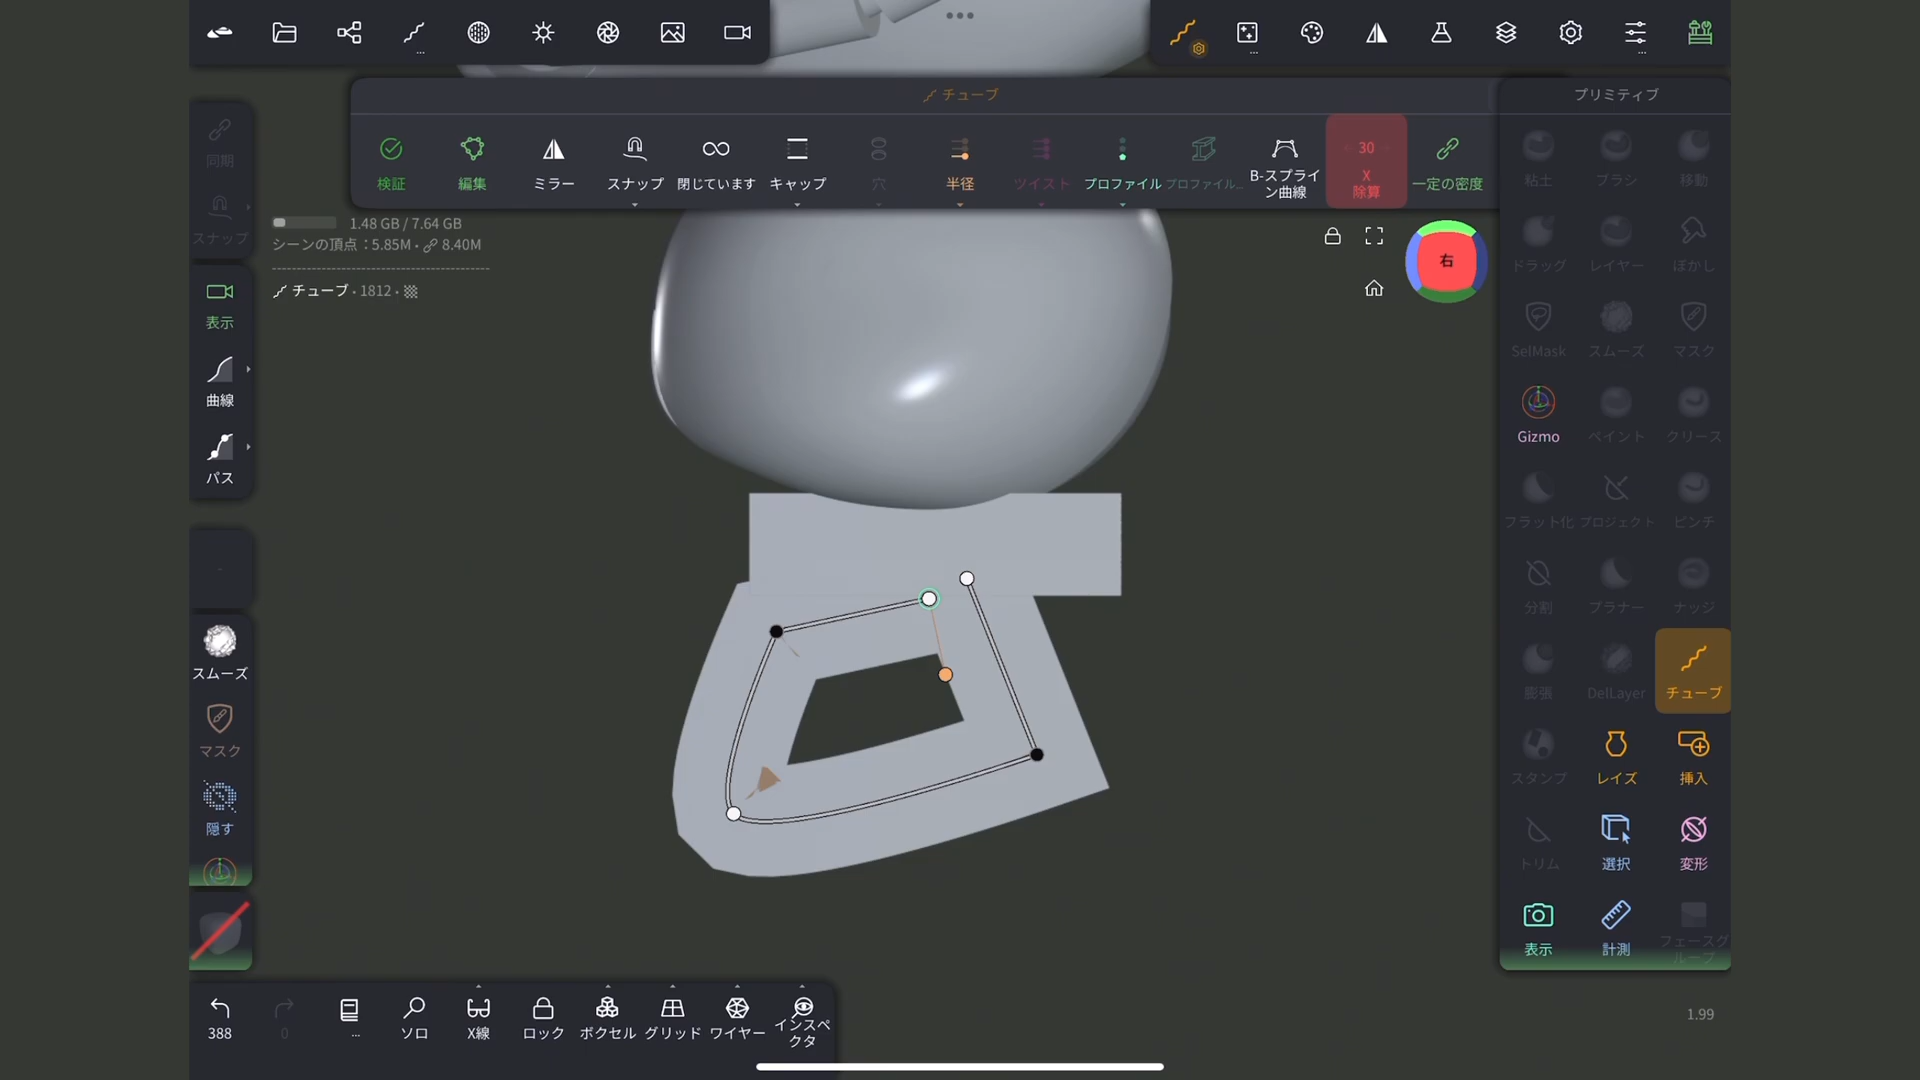 チューブ
プリミティブ
検証
編集
ミラー
スナップ
閉じています
キャップ
穴
半径
ツイスト
プロファイル
プロファイル...
B-スプライン曲線
30
X
除算
一定の密度
同期
スナップ
1.48 GB / 7.64 GB
シーンの頂点：5.85M • 8.40M
チューブ • 1812 •
右
表示
曲線
パス
スムーズ
マスク
隠す
粘土
ブラシ
移動
ドラッグ
レイヤー
ぼかし
SelMask
スムーズ
マスク
Gizmo
ペイント
クリース
フラット化
プロジェクト
ピンチ
分割
プラナー
ナッジ
膨張
DelLayer
チューブ
スタンプ
レイズ
挿入
トリム
選択
変形
表示
計測
フェースグループ
388
0
...
ソロ
X線
ロック
ボクセル
グリッド
ワイヤー
インスペクタ
1.99